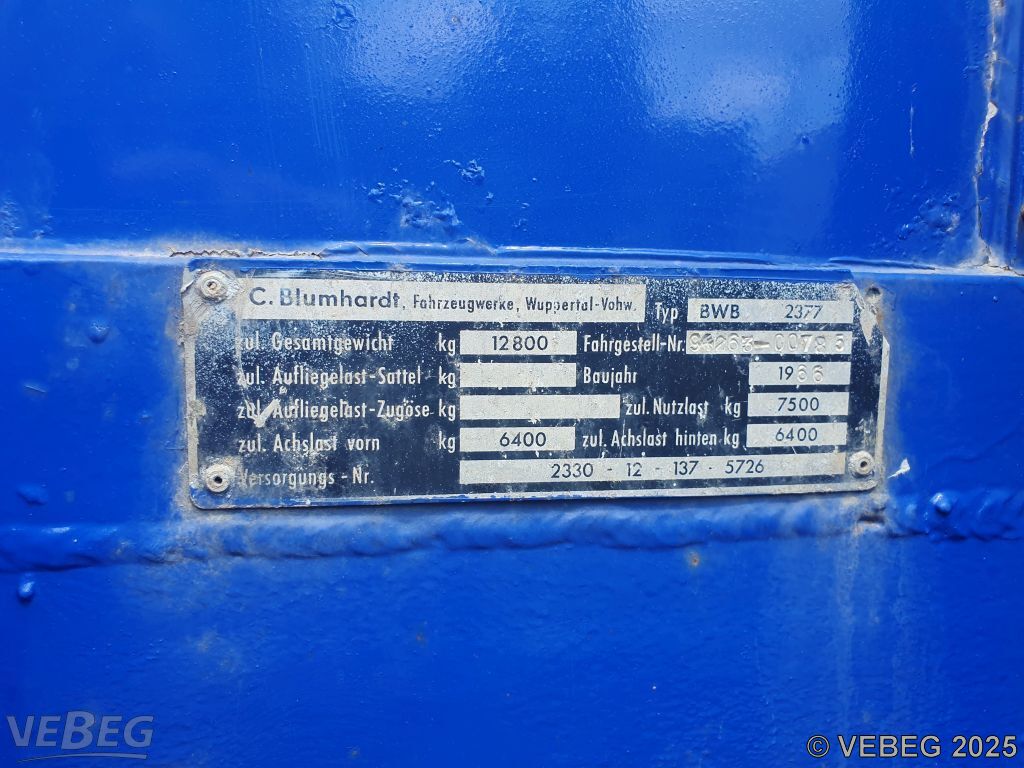 C. Blumhardt, Fahrzeugwerke, Wuppertal-Vohw. Typ BWB 2377
zul. Gesamtgewicht kg 12800 Fahrgestell-Nr.
zul. Aufliegelast-Sattel kg Baujahr 1966
zul. Aufliegelast-Zugöse kg zul. Nutzlast kg 7500
zul. Achslast vorn kg 6400 zul. Achslast hinten kg 6400
Versorgungs-Nr. 2330-12-137-5726
VEBEG
© VEBEG 2025